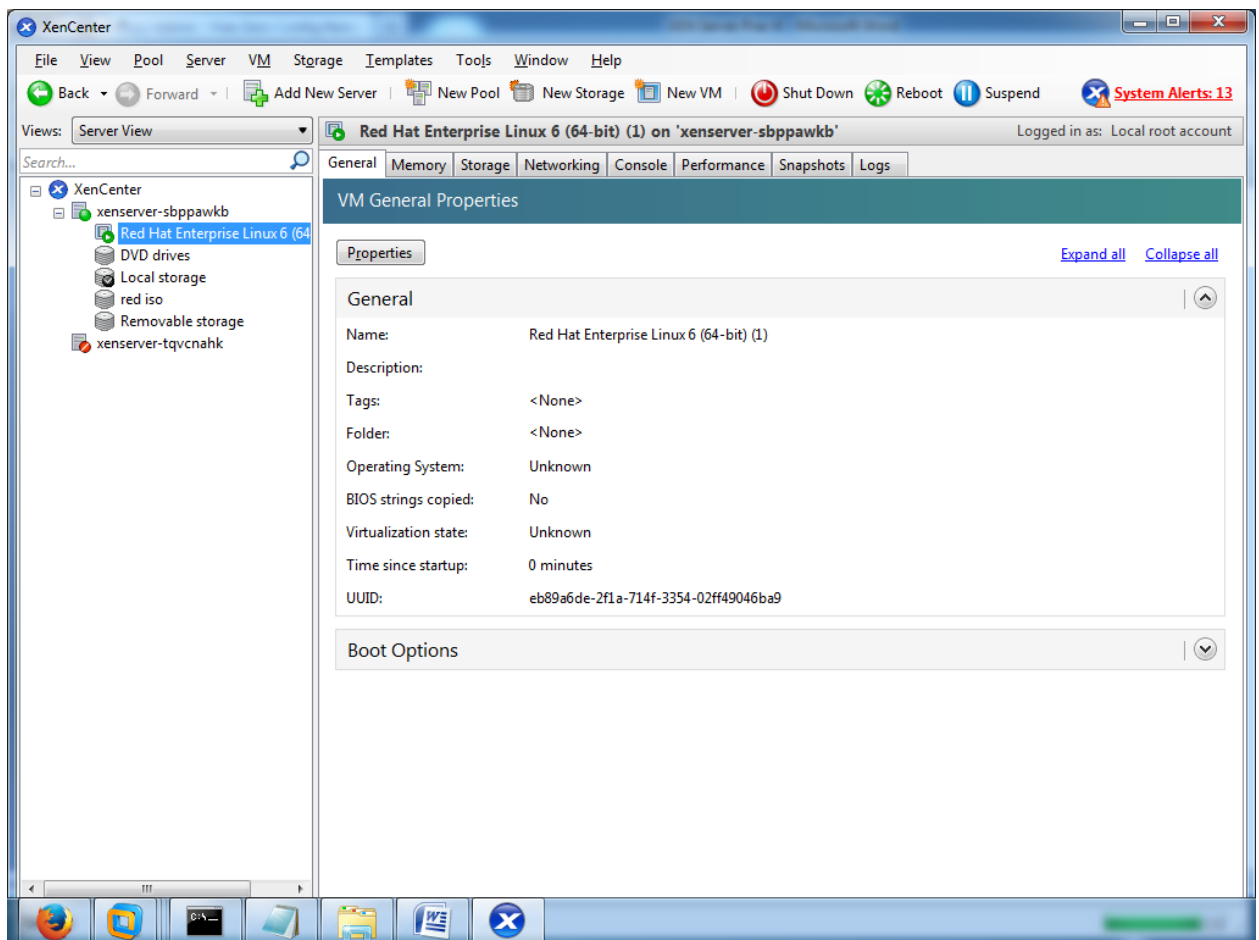 XenCenter
File View Pool Server VM Storage Templates Tools Window Help
Back Forward Add New Server New Pool New Storage New VM Shut Down Reboot Suspend System Alerts: 13
Views: Server View
Red Hat Enterprise Linux 6 (64-bit) (1) on 'xenserver-sbppawkb' Logged in as: Local root account
Search...
General Memory Storage Networking Console Performance Snapshots Logs
XenCenter
xenserver-sbppawkb
Red Hat Enterprise Linux 6 (64
DVD drives
Local storage
red iso
Removable storage
xenserver-tqvcnahk
VM General Properties
Properties Expand all Collapse all
General
Name: Red Hat Enterprise Linux 6 (64-bit) (1)
Description:
Tags: <None>
Folder: <None>
Operating System: Unknown
BIOS strings copied: No
Virtualization state: Unknown
Time since startup: 0 minutes
UUID: eb89a6de-2f1a-714f-3354-02ff49046ba9
Boot Options
C:\_